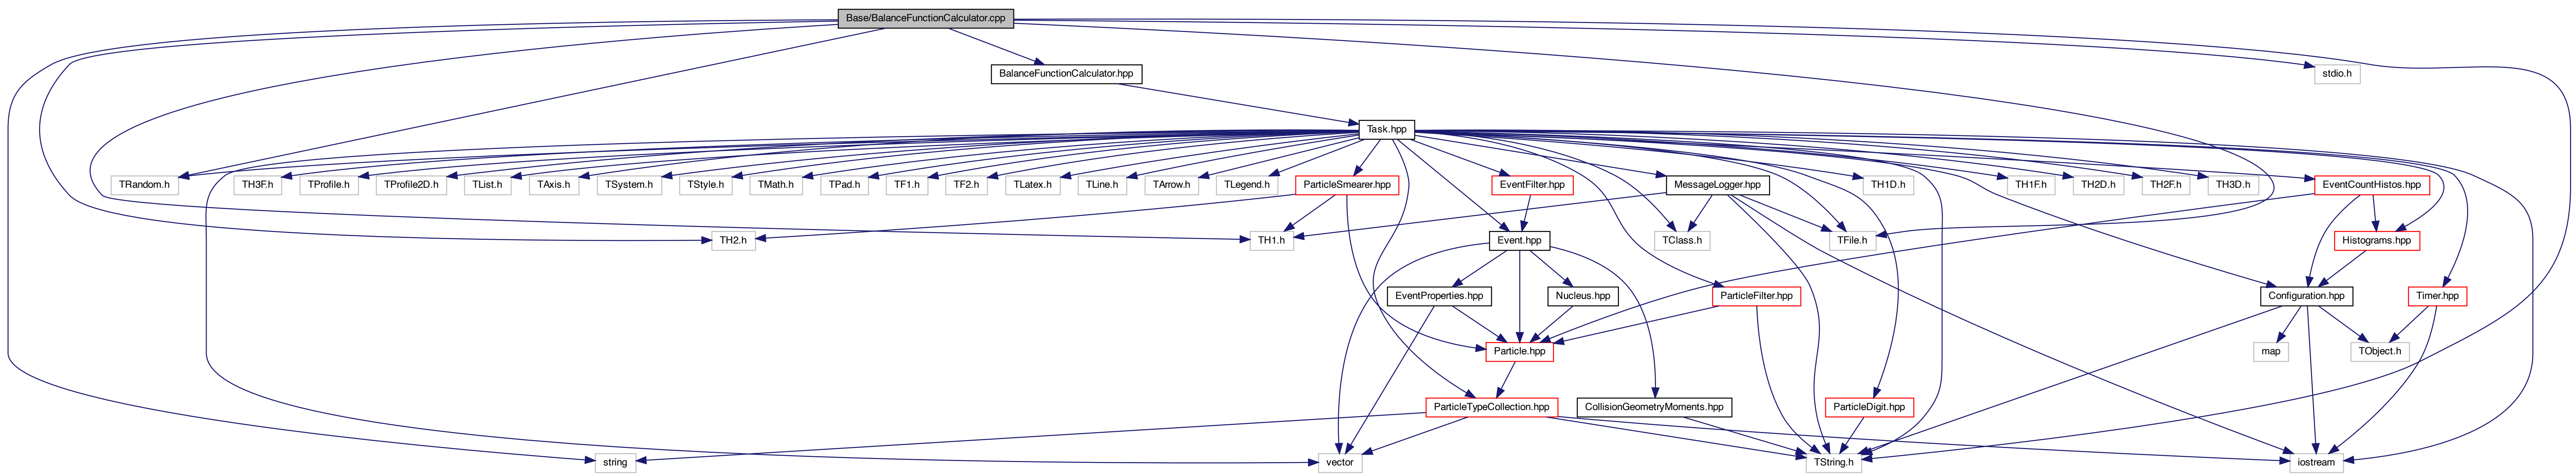 Base/BalanceFunctionCalculator.cpp
BalanceFunctionCalculator.hpp
stdio.h
Task.hpp
TRandom.h
TH3F.h
TProfile.h
TProfile2D.h
TList.h
TAxis.h
TSystem.h
TStyle.h
TMath.h
TPad.h
TF1.h
TF2.h
TLatex.h
TLine.h
TArrow.h
TLegend.h
ParticleSmearer.hpp
EventFilter.hpp
MessageLogger.hpp
TH1D.h
TH1F.h
TH2D.h
TH2F.h
TH3D.h
EventCountHistos.hpp
TH2.h
TH1.h
Event.hpp
TClass.h
TFile.h
Histograms.hpp
EventProperties.hpp
Nucleus.hpp
ParticleFilter.hpp
Configuration.hpp
Timer.hpp
Particle.hpp
map
TObject.h
ParticleTypeCollection.hpp
CollisionGeometryMoments.hpp
ParticleDigit.hpp
string
vector
TString.h
iostream